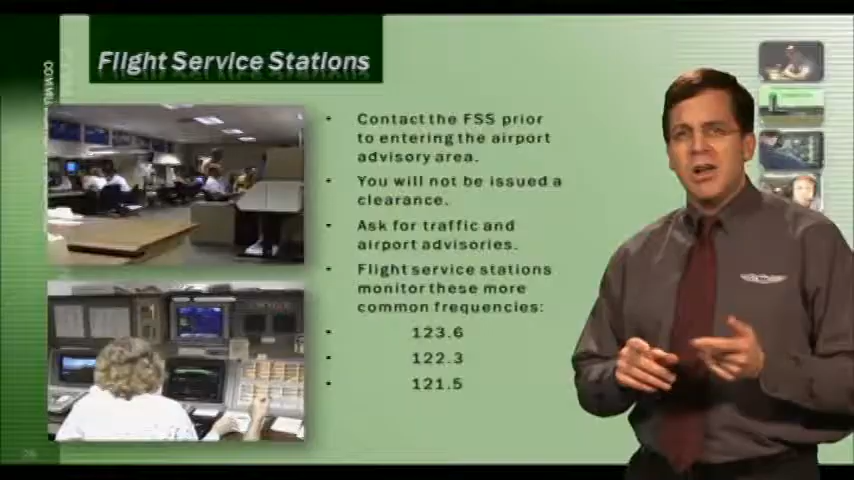 Flight Service Stations
• Contact the FSS prior
to entering the airport
advisory area.
• You will not be issued a
clearance.
• Ask for traffic and
airport advisories.
• Flight service stations
monitor these more
common frequencies:
• 123.6
• 122.3
• 121.5